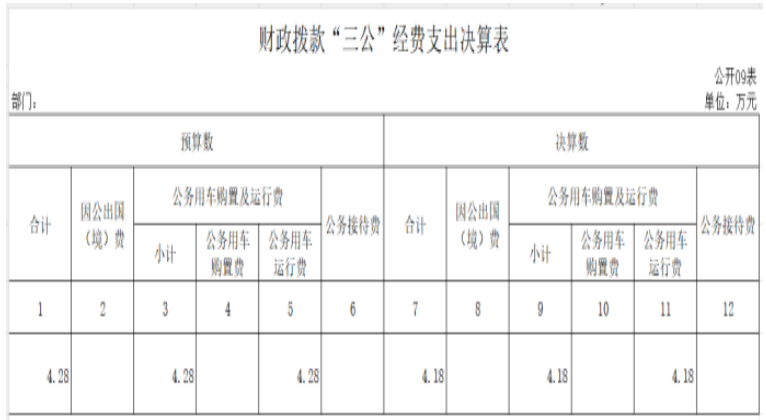 财政拨款“三公”经费支出决算表
公开09表
部门：
单位：万元
预算数 决算数
合计 因公出国（境）费 公务用车购置及运行费 公务接待费 合计 因公出国（境）费 公务用车购置及运行费 公务接待费
小计 公务用车购置费 公务用车运行费 小计 公务用车购置费 公务用车运行费
1 2 3 4 5 6 7 8 9 10 11 12
4.28 4.28 4.28 4.18 4.18 4.18